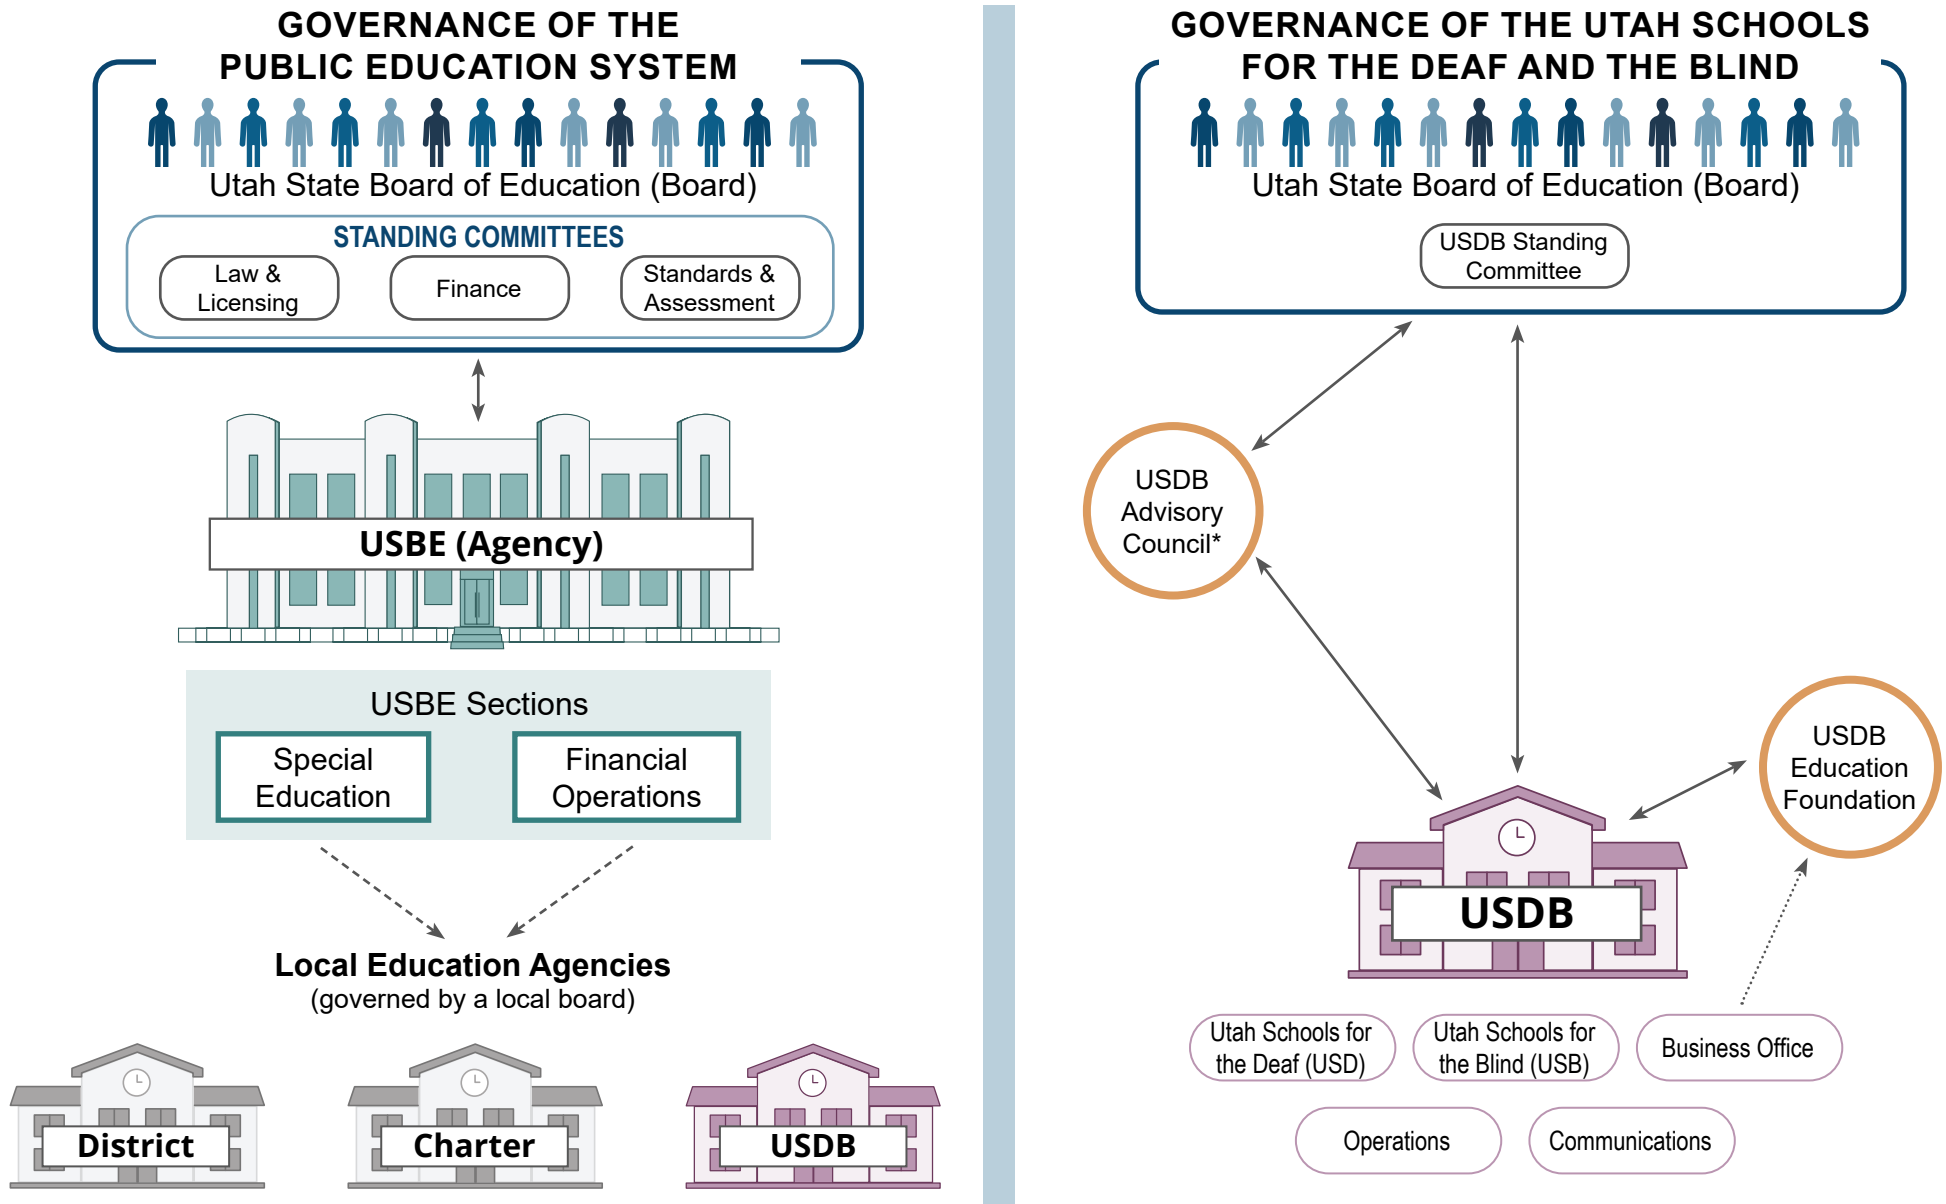 GOVERNANCE OF THE
PUBLIC EDUCATION SYSTEM
Utah State Board of Education (Board)
STANDING COMMITTEES
Law &
Licensing
Finance
Standards &
Assessment
USBE (Agency)
USBE Sections
Special
Education
Financial
Operations
Local Education Agencies
(governed by a local board)
District
Charter
USDB
GOVERNANCE OF THE UTAH SCHOOLS
FOR THE DEAF AND THE BLIND
Utah State Board of Education (Board)
USDB Standing
Committee
USDB
Advisory
Council*
USDB
Education
Foundation
USDB
Utah Schools for
the Deaf (USD)
Utah Schools for
the Blind (USB)
Business Office
Operations
Communications